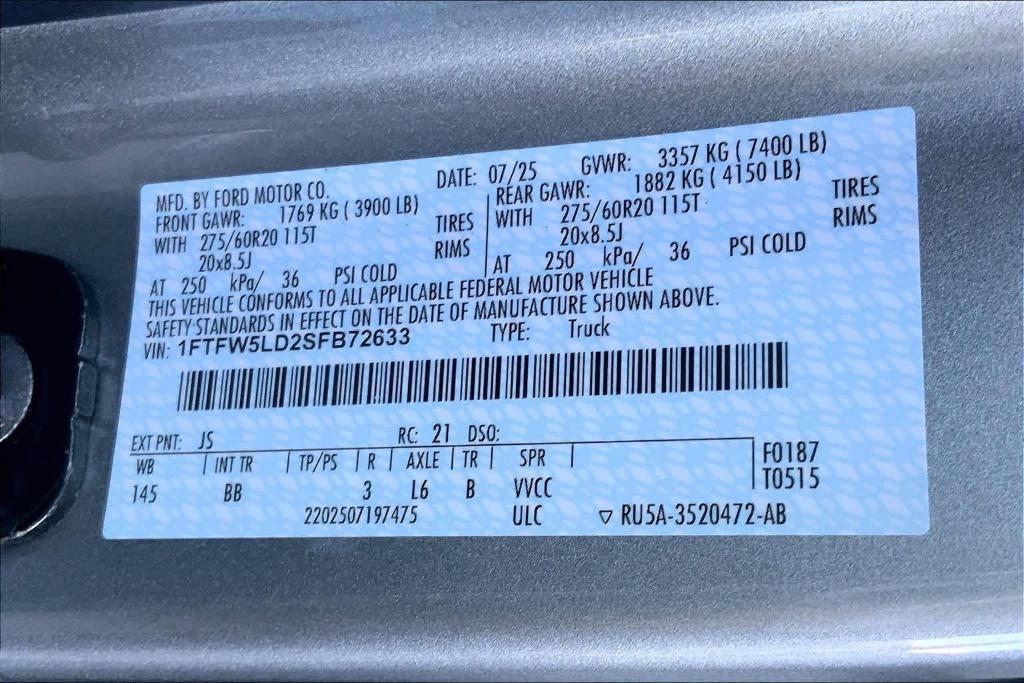 MFD. BY FORD MOTOR CO. DATE: 07/25 GVWR: 3357 KG ( 7400 LB)
FRONT GAWR: 1769 KG ( 3900 LB) REAR GAWR: 1882 KG ( 4150 LB)
WITH 275/60R20 115T TIRES WITH 275/60R20 115T TIRES
20x8.5J RIMS 20x8.5J RIMS
AT 250 kPa/ 36 PSI COLD AT 250 kPa/ 36 PSI COLD
THIS VEHICLE CONFORMS TO ALL APPLICABLE FEDERAL MOTOR VEHICLE
SAFETY STANDARDS IN EFFECT ON THE DATE OF MANUFACTURE SHOWN ABOVE.
VIN: 1FTFW5LD2SFB72633 TYPE: Truck
EXT PNT: JS RC: 21 DSO:
WB INT TR TP/PS R AXLE TR SPR F0187
145 BB 3 L6 B VVCC T0515
2202507197475 ULC ▽ RU5A-3520472-AB